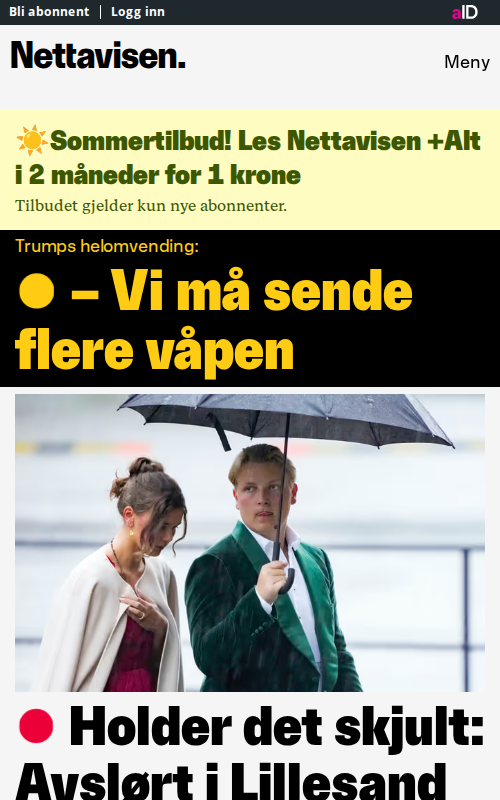 Bli abonnent | Logg inn
aID
Nettavisen.
Meny
Sommertilbud! Les Nettavisen +Alt
i 2 måneder for 1 krone
Tilbudet gjelder kun nye abonnenter.
Trumps helomvending:
– Vi må sende
flere våpen
Holder det skjult:
Avslørt i Lillesand